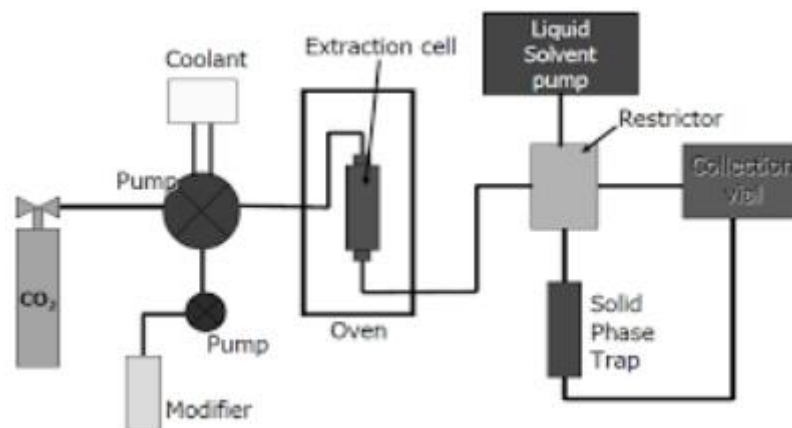 Coolant
Extraction cell
Liquid
Solvent
pump
Restrictor
Pump
Collection
vial
CO₂
Oven
Solid
Phase
Trap
Pump
Modifier